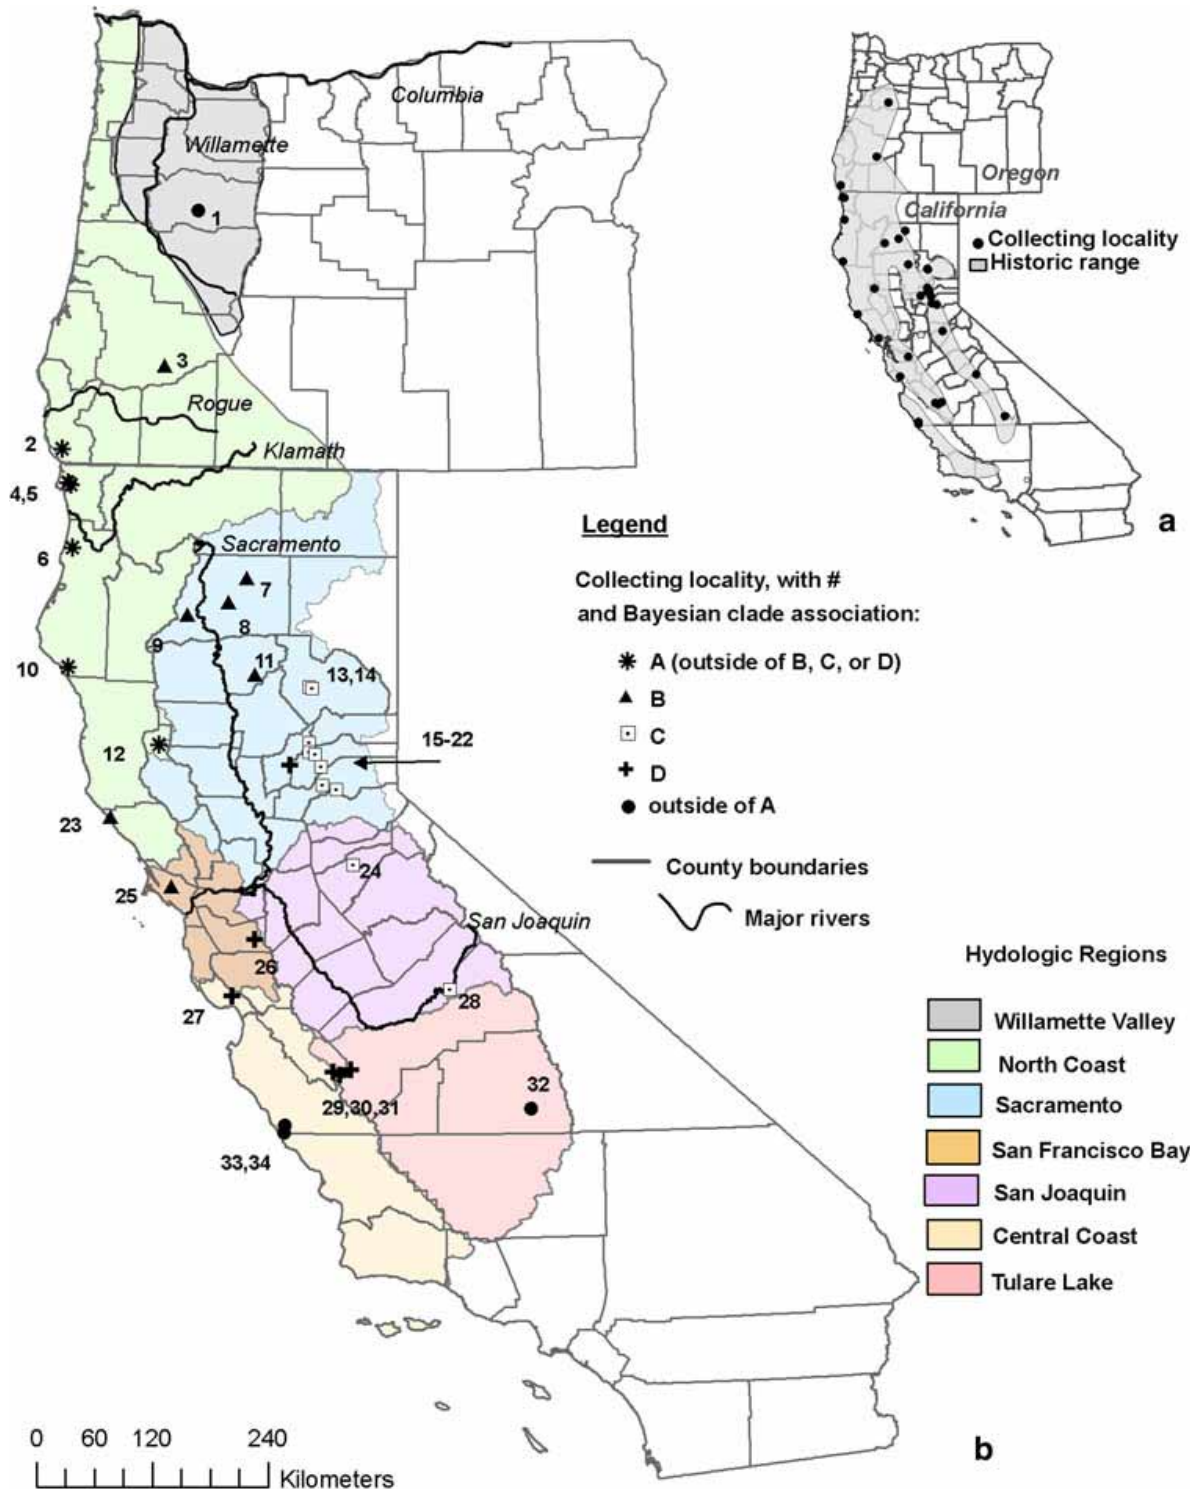 Columbia
Willamette
1
3
Rogue
2
Klamath
4,5
Sacramento
6
7
8
9
10
11
13,14
12
15-22
23
24
25
San Joaquin
26
28
27
32
29,30,31
33,34
0 60 120 240
Kilometers
b
Oregon
California
Collecting locality
Historic range
a
Legend
Collecting locality, with #
and Bayesian clade association:
A (outside of B, C, or D)
B
C
D
outside of A
County boundaries
Major rivers
Hydologic Regions
Willamette Valley
North Coast
Sacramento
San Francisco Bay
San Joaquin
Central Coast
Tulare Lake